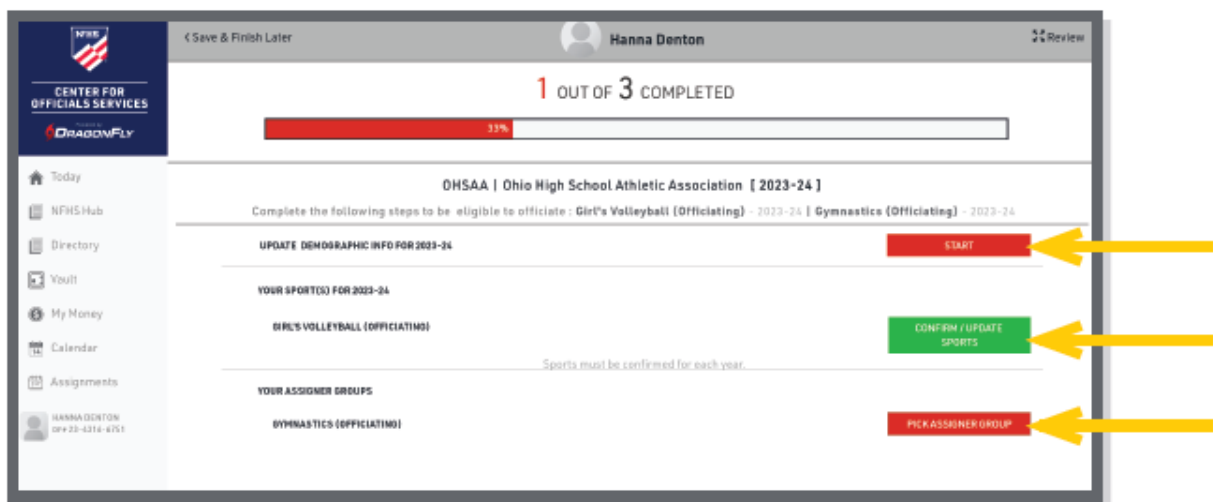 NFHS
CENTER FOR
OFFICIALS SERVICES
Powered by
DRAGONFLY
Today
NFHS Hub
Directory
Vault
My Money
Calendar
Assignments
HANNA DENTON
< Save & Finish Later
Hanna Denton
Review
1 OUT OF 3 COMPLETED
33%
OHSAA | Ohio High School Athletic Association [ 2023-24 ]
Complete the following steps to be eligible to officiate : Girl's Volleyball (Officiating) - 2023-24 | Gymnastics (Officiating) - 2023-24
UPDATE DEMOGRAPHIC INFO FOR 2023-24
START
YOUR SPORT(S) FOR 2023-24
GIRL'S VOLLEYBALL (OFFICIATING)
CONFIRM / UPDATE
SPORTS
Sports must be confirmed for each year.
YOUR ASSIGNER GROUPS
GYMNASTICS (OFFICIATING)
PICK ASSIGNER GROUP